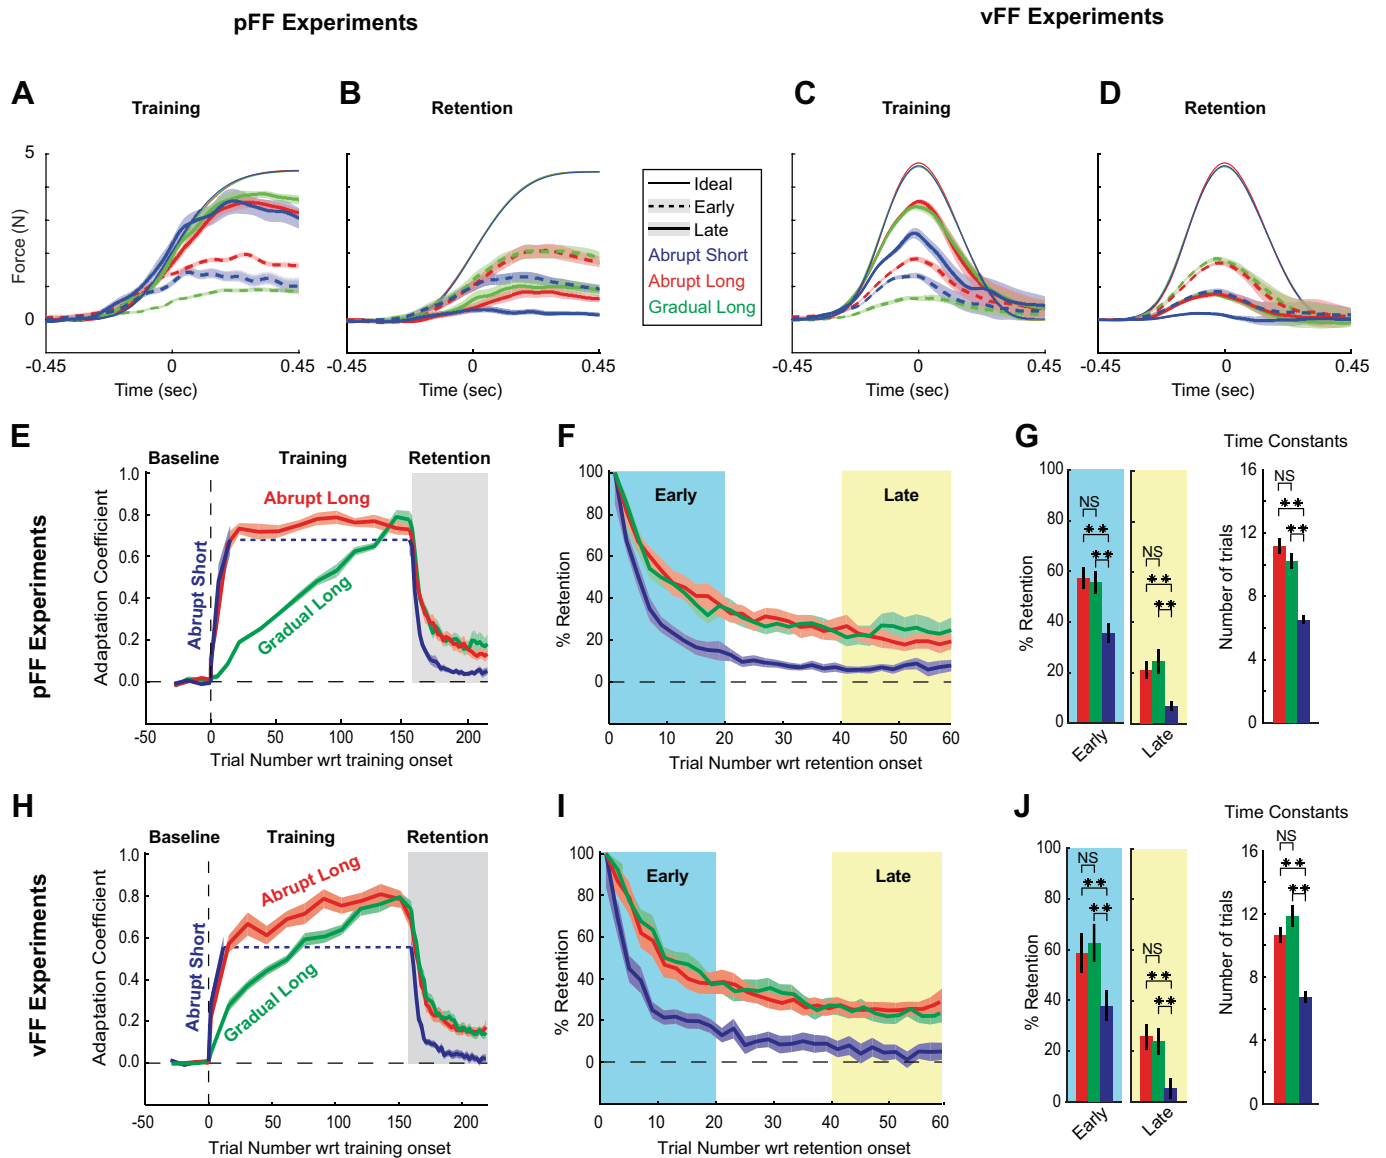 pFF Experiments
vFF Experiments
A
Training
B
Retention
C
Training
D
Retention
5
0
Force (N)
-0.45
0
0.45
Time (sec)
-0.45
0
0.45
Time (sec)
Ideal
Early
Late
Abrupt Short
Abrupt Long
Gradual Long
-0.45
0
0.45
Time (sec)
-0.45
0
0.45
Time (sec)
pFF Experiments
E
Baseline
Training
Retention
1.0
0.8
0.6
0.4
0.2
0.0
Adaptation Coefficient
Abrupt Short
Abrupt Long
Gradual Long
-50
0
50
100
150
200
Trial Number wrt training onset
F
100
80
60
40
20
0
% Retention
Early
Late
0
10
20
30
40
50
60
Trial Number wrt retention onset
G
100
80
60
40
20
0
% Retention
NS
**
**
NS
**
**
Early
Late
Time Constants
16
12
8
4
0
Number of trials
NS
**
**
vFF Experiments
H
Baseline
Training
Retention
1.0
0.8
0.6
0.4
0.2
0.0
Adaptation Coefficient
Abrupt Short
Abrupt Long
Gradual Long
-50
0
50
100
150
200
Trial Number wrt training onset
I
100
80
60
40
20
0
% Retention
Early
Late
0
10
20
30
40
50
60
Trial Number wrt retention onset
J
100
80
60
40
20
0
% Retention
NS
**
**
NS
**
**
Early
Late
Time Constants
16
12
8
4
0
Number of trials
NS
**
**